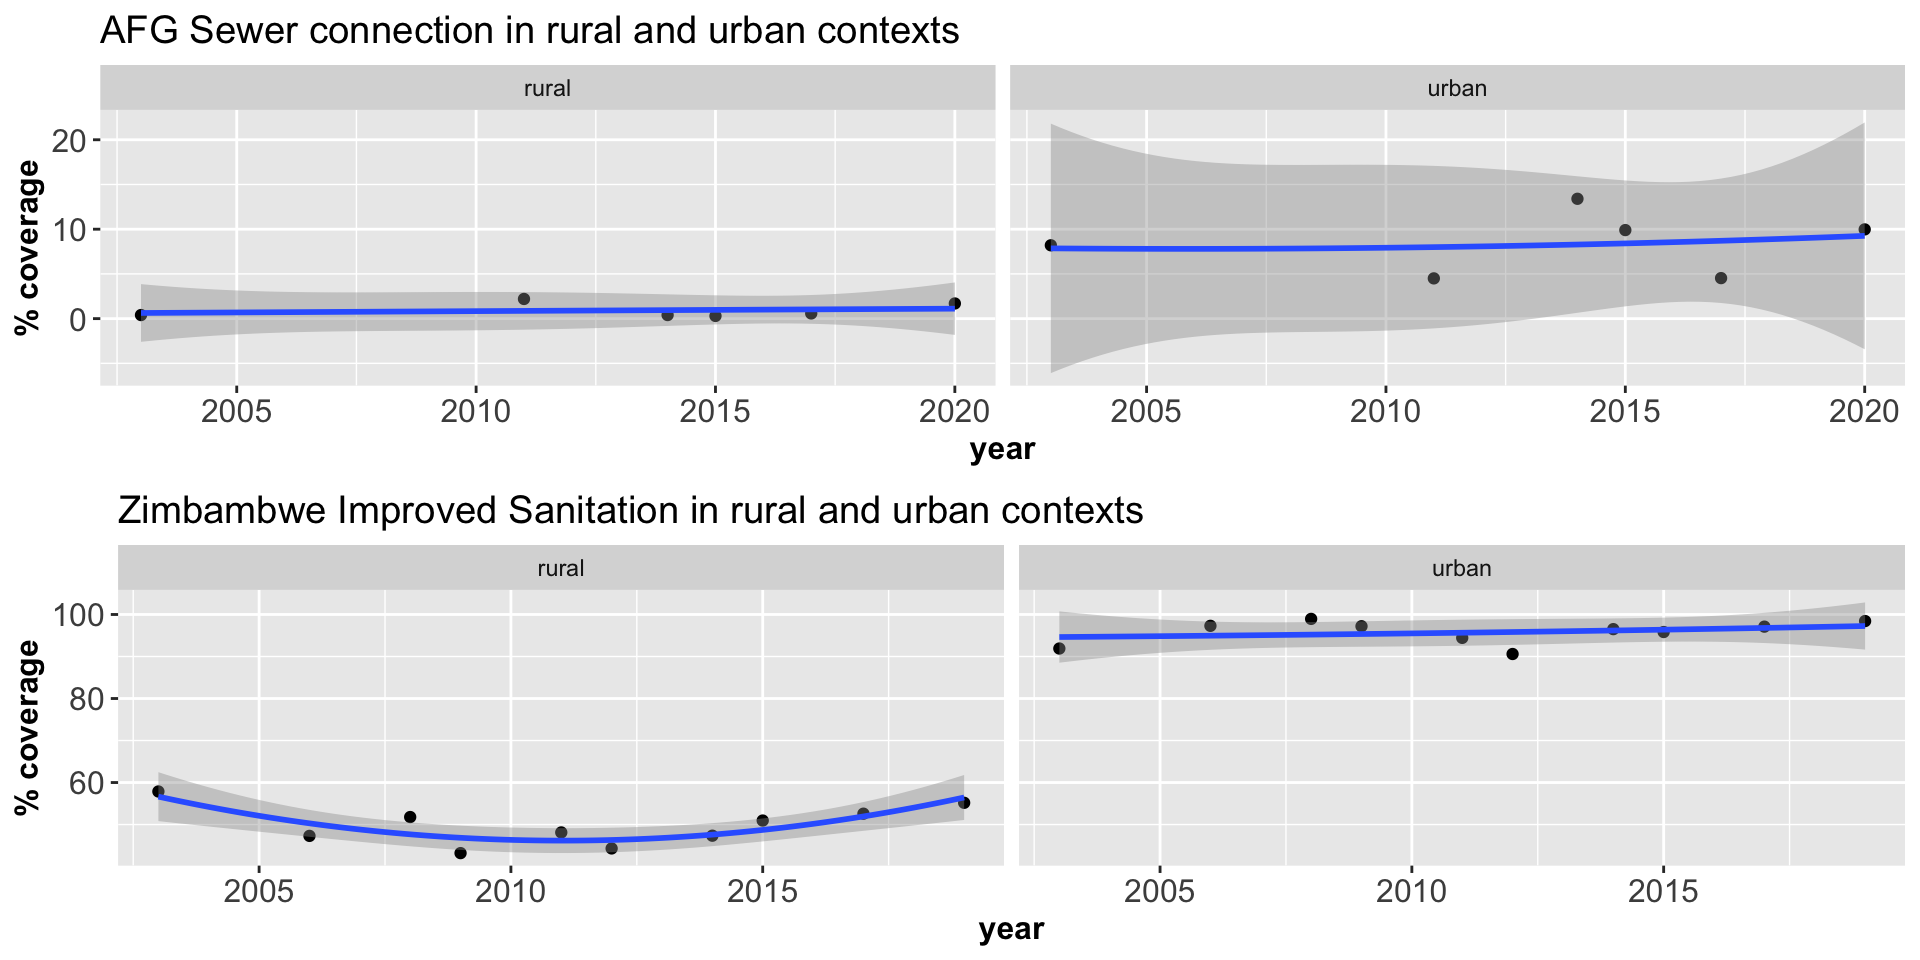 AFG Sewer connection in rural and urban contexts
rural
urban
% coverage
20
10
0
2005 2010 2015 2020 2005 2010 2015 2020
year
Zimbambwe Improved Sanitation in rural and urban contexts
rural
urban
% coverage
100
80
60
2005 2010 2015 2005 2010 2015
year